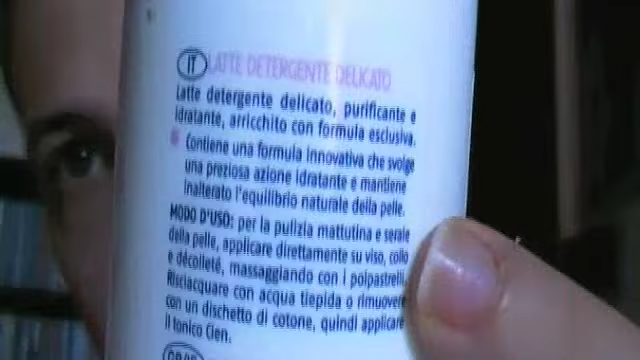 IT LATTE DETERGENTE DELICATO
Latte detergente delicato, purificante e
idratante, arricchito con formula esclusiva.
Contiene una formula innovativa che svolge
una preziosa azione idratante e mantiene
inalterato l'equilibrio naturale della pelle.
MODO D'USO: per la pulizia mattutina e serale
della pelle, applicare direttamente su viso, collo
e décolleté, massaggiando con i polpastrelli.
Risciacquare con acqua tiepida o rimuovere
con un dischetto di cotone, quindi applicare
il tonico Cien.